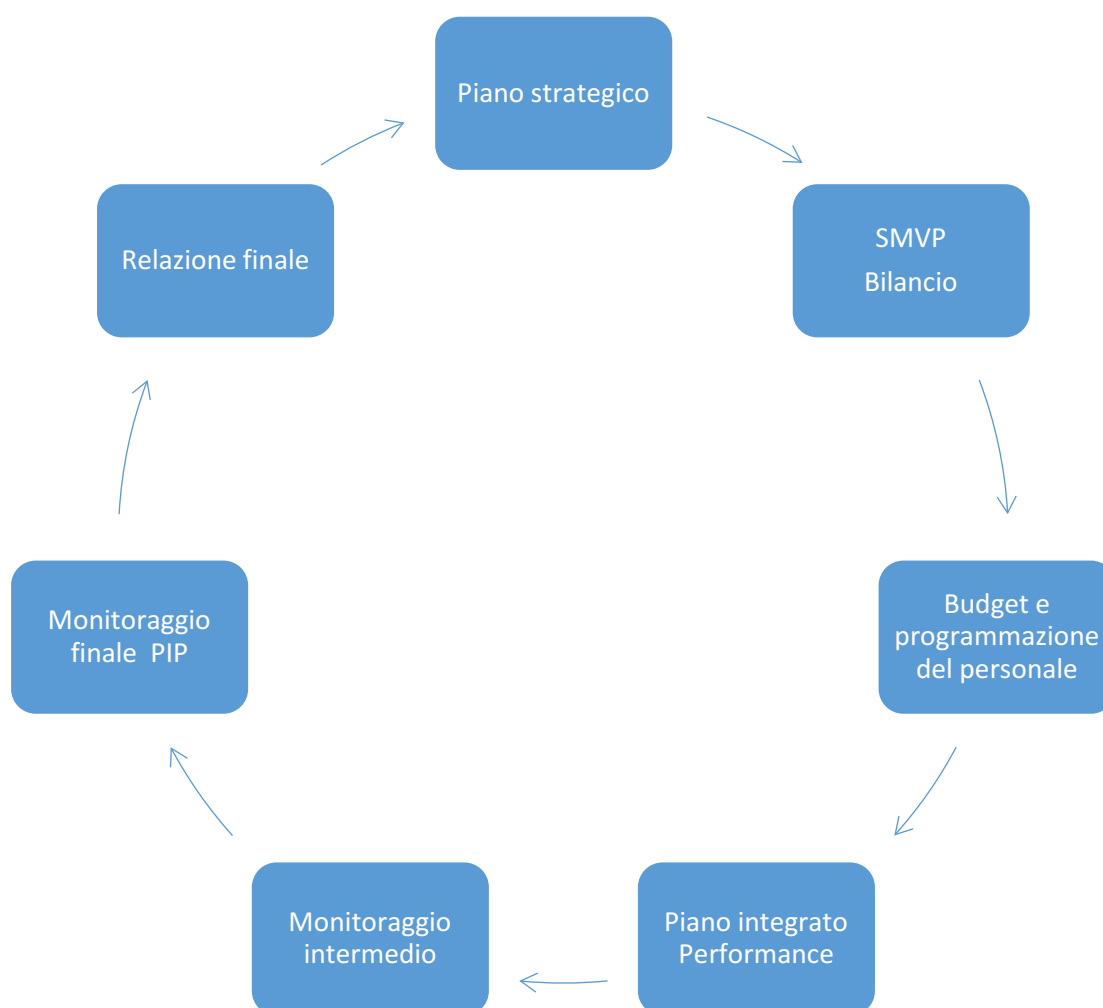 Piano strategico
SMVP
Bilancio
Budget e
programmazione
del personale
Piano integrato
Performance
Monitoraggio
intermedio
Monitoraggio
finale  PIP
Relazione finale